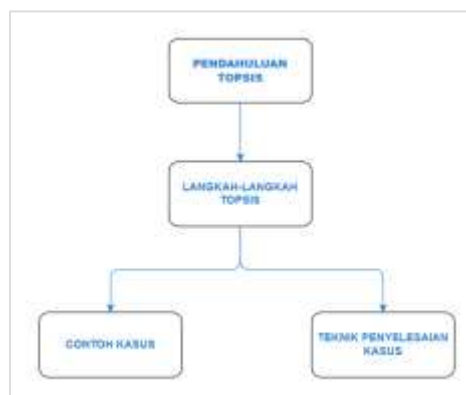 PENDAHULUAN
TOPSIS
LANGKAH-LANGKAH
TOPSIS
CONTOH KASUS
TEKNIK PENYELESAIAN
KASUS